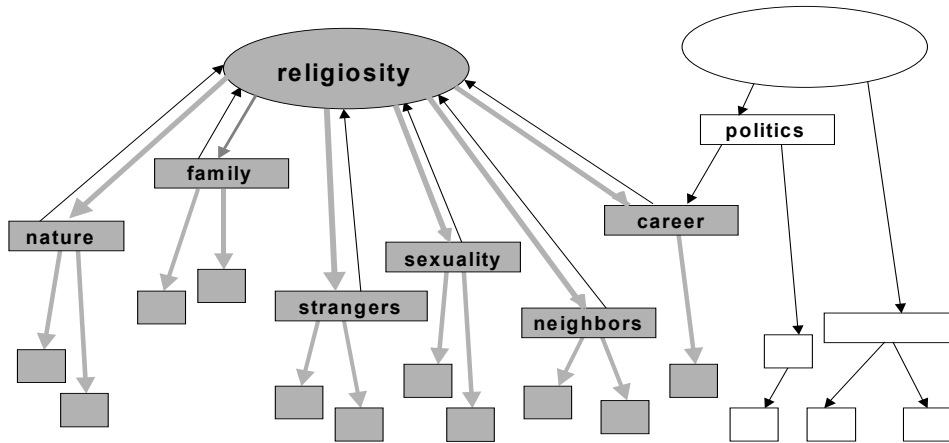 religiosity
politics
family
career
nature
sexuality
strangers
neighbors